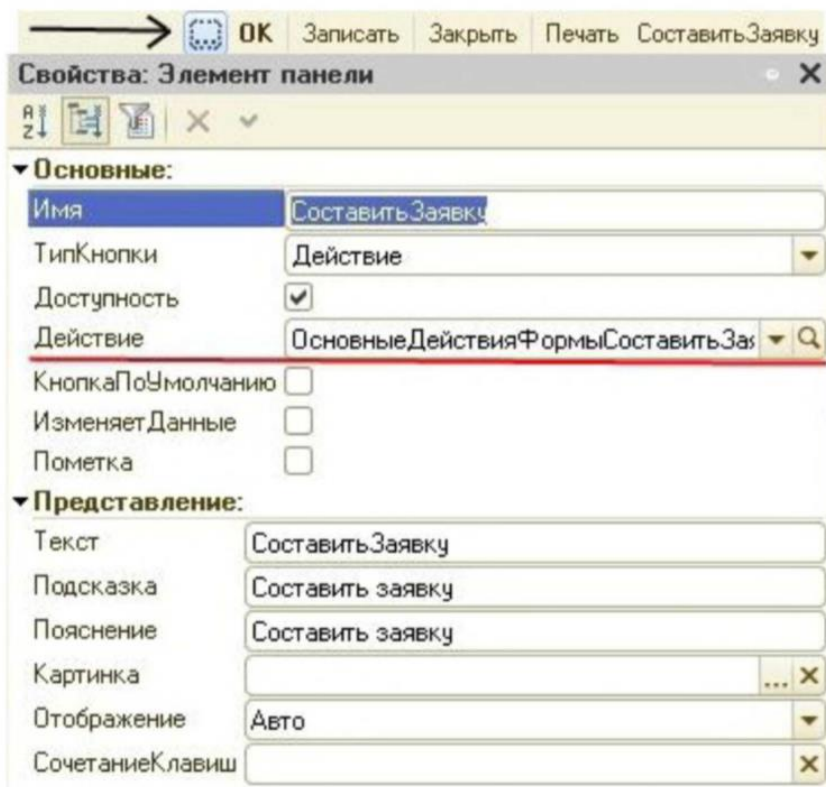 OK Записать Закрыть Печать СоставитьЗаявку
Свойства: Элемент панели
Основные:
Имя СоставитьЗаявку
ТипКнопки Действие
Доступность
Действие ОсновныеДействияФормыСоставитьЗая
КнопкаПоУмолчанию
ИзменяетДанные
Пометка
Представление:
Текст СоставитьЗаявку
Подсказка Составить заявку
Пояснение Составить заявку
Картинка ...
Отображение Авто
СочетаниеКлавиш